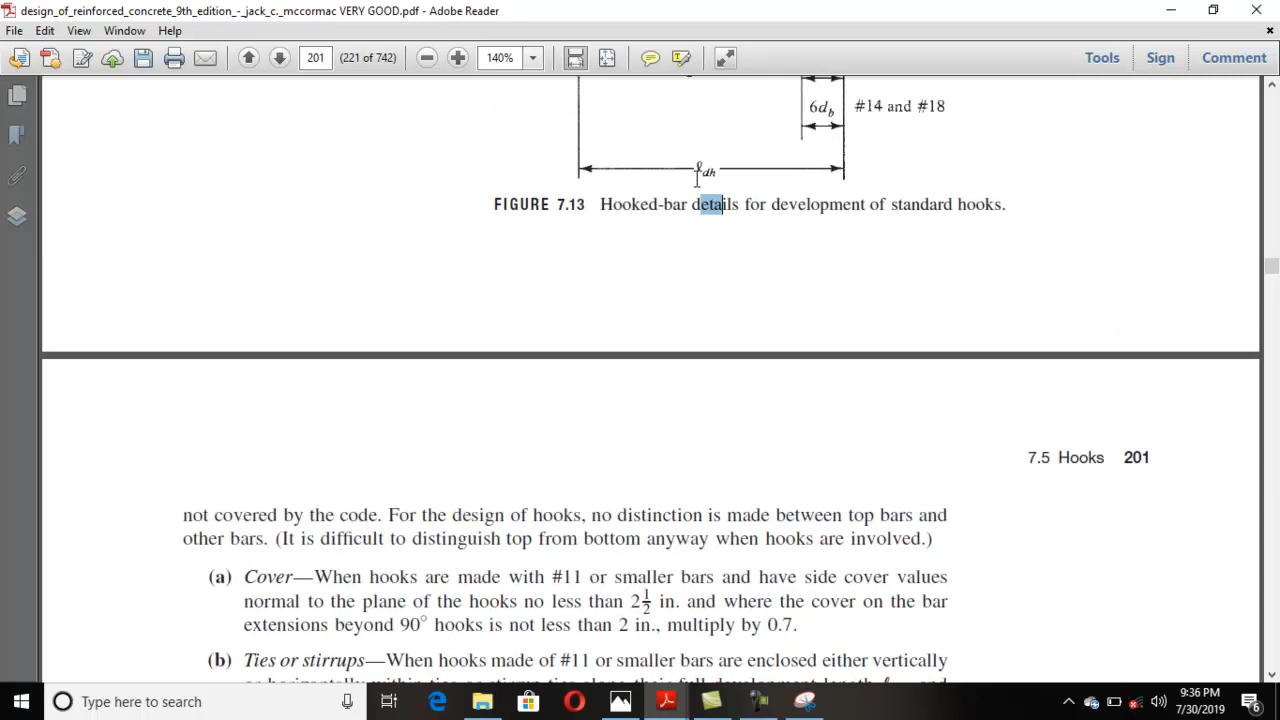 design_of_reinforced_concrete_9th_edition_-_jack_c._mccormac VERY GOOD.pdf - Adobe Reader
File Edit View Window Help
201 (221 of 742) 140% Tools Sign Comment
6db #14 and #18
ℓdh
FIGURE 7.13 Hooked-bar details for development of standard hooks.
7.5 Hooks 201
not covered by the code. For the design of hooks, no distinction is made between top bars and
other bars. (It is difficult to distinguish top from bottom anyway when hooks are involved.)
(a) Cover—When hooks are made with #11 or smaller bars and have side cover values
normal to the plane of the hooks no less than 2 1/2 in. and where the cover on the bar
extensions beyond 90° hooks is not less than 2 in., multiply by 0.7.
(b) Ties or stirrups—When hooks made of #11 or smaller bars are enclosed either vertically
Type here to search
9:36 PM
7/30/2019
6